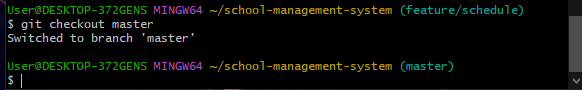 User@DESKTOP-372GENS MINGW64 ~/school-management-system (feature/schedule)
$ git checkout master
Switched to branch 'master'
User@DESKTOP-372GENS MINGW64 ~/school-management-system (master)
$